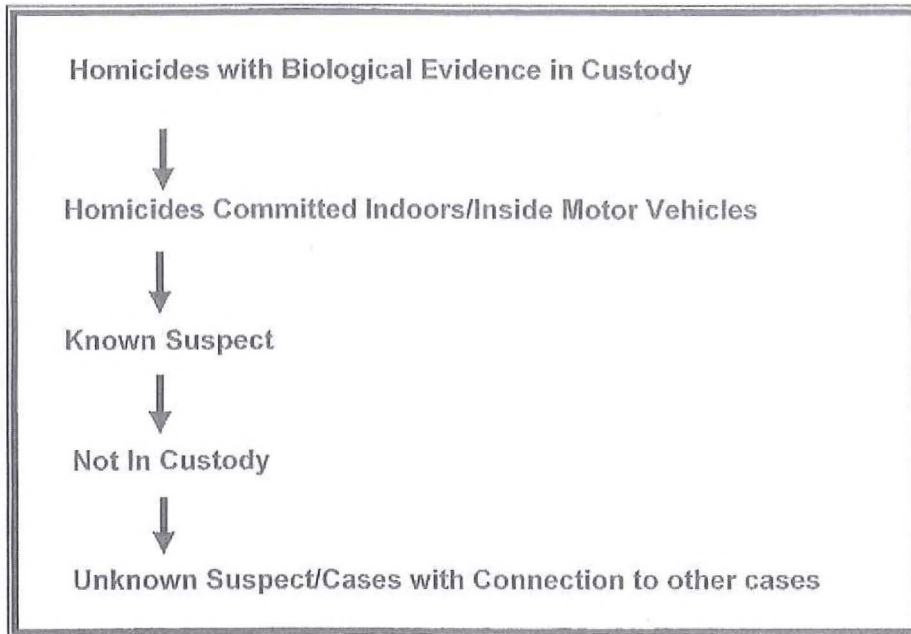 Homicides with Biological Evidence in Custody
Homicides Committed Indoors/Inside Motor Vehicles
Known Suspect
Not In Custody
Unknown Suspect/Cases with Connection to other cases